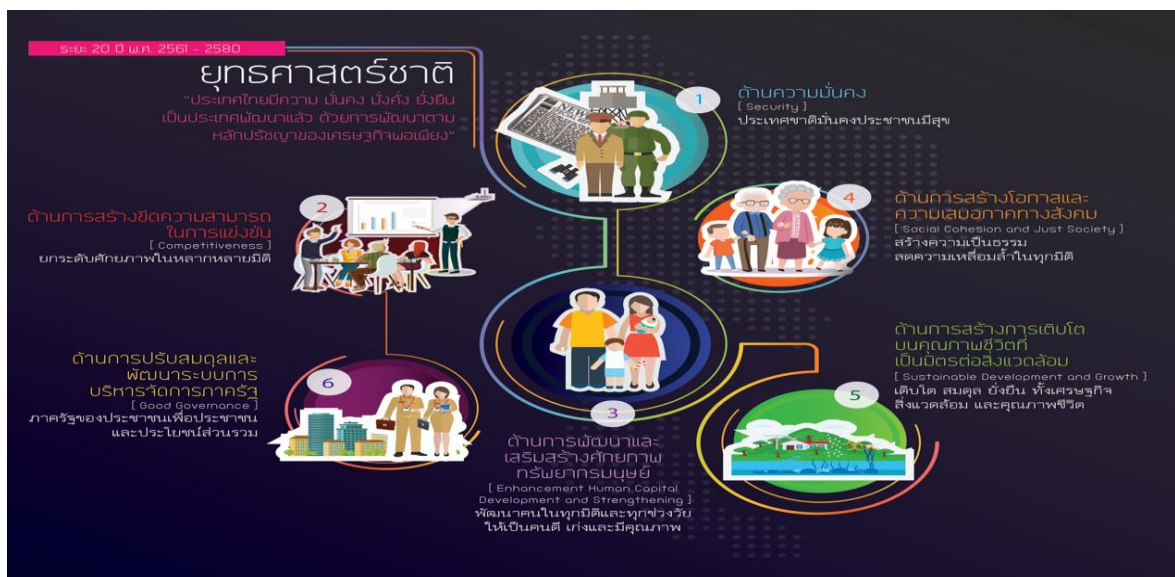 ระยะ 20 ปี พ.ศ. 2561 - 2580
ยุทธศาสตร์ชาติ
"ประเทศไทยมีความ มั่นคง มั่งคั่ง ยั่งยืน
เป็นประเทศพัฒนาแล้ว ด้วยการพัฒนาตาม
หลักปรัชญาของเศรษฐกิจพอเพียง"
1
ด้านความมั่นคง
[ Security ]
ประเทศชาติมั่นคงประชาชนมีสุข
2
ด้านการสร้างขีดความสามารถ
ในการแข่งขัน
[ Competitiveness ]
ยกระดับศักยภาพในหลากหลายมิติ
3
ด้านการพัฒนาและ
เสริมสร้างศักยภาพ
ทรัพยากรมนุษย์
[ Enhancement Human Capital
Development and Strengthening ]
พัฒนาคนในทุกมิติและทุกช่วงวัย
ให้เป็นคนดี เก่งและมีคุณภาพ
4
ด้านการสร้างโอกาสและ
ความเสมอภาคทางสังคม
[ Social Cohesion and Just Society ]
สร้างความเป็นธรรม
ลดความเหลื่อมล้ำในทุกมิติ
5
ด้านการสร้างการเติบโต
บนคุณภาพชีวิตที่
เป็นมิตรต่อสิ่งแวดล้อม
[ Sustainable Development and Growth ]
เติบโต สมดุล ยั่งยืน ทั้งเศรษฐกิจ
สิ่งแวดล้อม และคุณภาพชีวิต
6
ด้านการปรับสมดุลและ
พัฒนาระบบการ
บริหารจัดการภาครัฐ
[ Good Governance ]
ภาครัฐของประชาชนเพื่อประชาชน
และประโยชน์ส่วนรวม